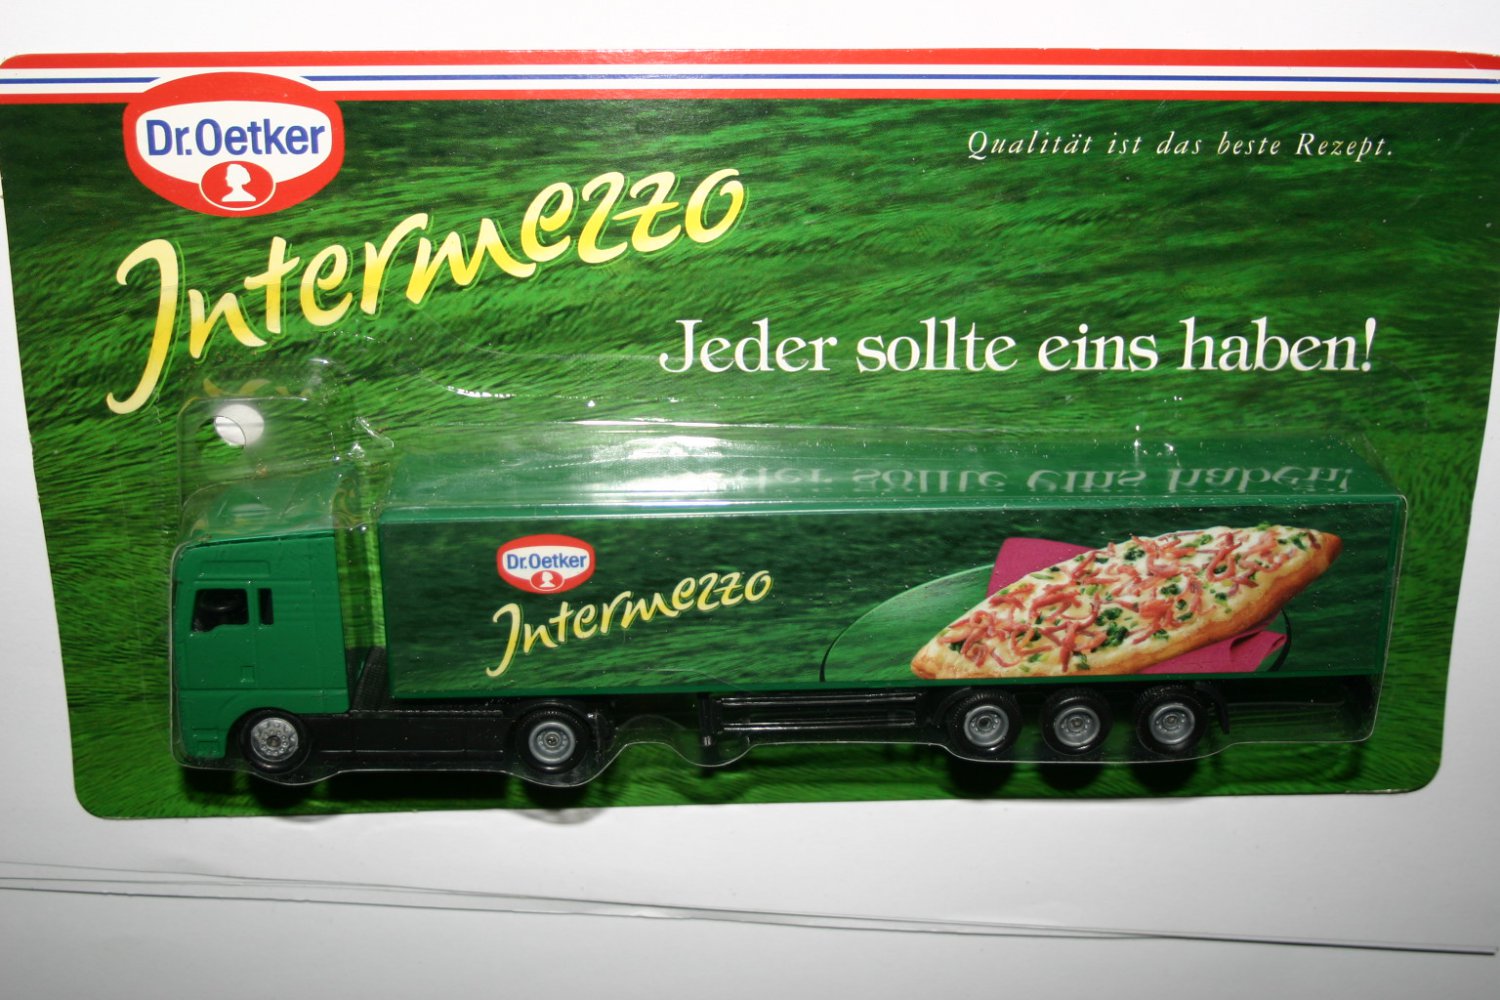 Dr.Oetker
Qualität ist das beste Rezept.
Intermezzo
Jeder sollte eins haben!
Dr.Oetker
Intermezzo